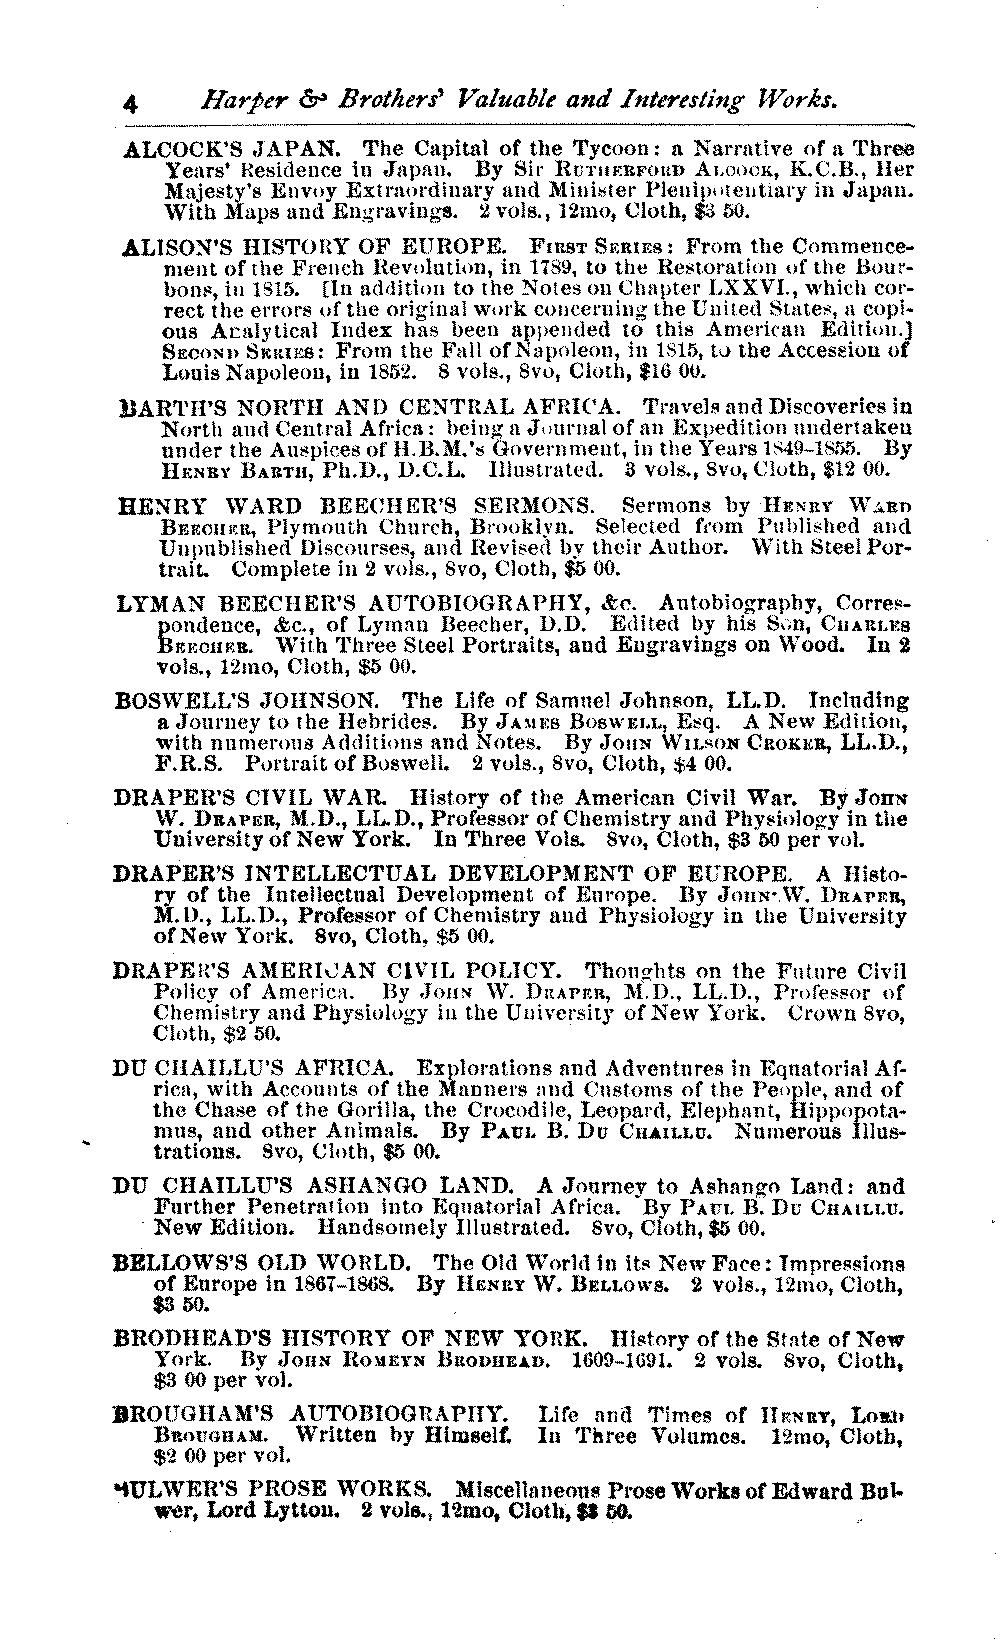 4 Harper & Brothers' Valuable and Interesting Works.
ALCOCK'S JAPAN. The Capital of the Tycoon: a Narrative of a Three
Years' Residence in Japan. By Sir RUTHERFORD ALCOCK, K.C.B., Her
Majesty's Envoy Extraordinary and Minister Plenipotentiary in Japan.
With Maps and Engravings. 2 vols., 12mo, Cloth, $3 50.
ALISON'S HISTORY OF EUROPE. FIRST SERIES: From the Commence-
ment of the French Revolution, in 1789, to the Restoration of the Bour-
bons, in 1815. [In addition to the Notes on Chapter LXXVI., which cor-
rect the errors of the original work concerning the United States, a copi-
ous Analytical Index has been appended to this American Edition.]
SECOND SERIES: From the Fall of Napoleon, in 1815, to the Accession of
Louis Napoleon, in 1852. 8 vols., 8vo, Cloth, $16 00.
BARTH'S NORTH AND CENTRAL AFRICA. Travels and Discoveries in
North and Central Africa: being a Journal of an Expedition undertaken
under the Auspices of H.B.M.'s Government, in the Years 1849-1855. By
HENRY BARTH, Ph.D., D.C.L. Illustrated. 3 vols., 8vo, Cloth, $12 00.
HENRY WARD BEECHER'S SERMONS. Sermons by HENRY WARD
BEECHER, Plymouth Church, Brooklyn. Selected from Published and
Unpublished Discourses, and Revised by their Author. With Steel Por-
trait. Complete in 2 vols., 8vo, Cloth, $5 00.
LYMAN BEECHER'S AUTOBIOGRAPHY, &c. Autobiography, Corres-
pondence, &c., of Lyman Beecher, D.D. Edited by his Son, CHARLES
BEECHER. With Three Steel Portraits, and Engravings on Wood. In 2
vols., 12mo, Cloth, $5 00.
BOSWELL'S JOHNSON. The Life of Samuel Johnson, LL.D. Including
a Journey to the Hebrides. By JAMES BOSWELL, Esq. A New Edition,
with numerous Additions and Notes. By JOHN WILSON CROKER, LL.D.,
F.R.S. Portrait of Boswell. 2 vols., 8vo, Cloth, $4 00.
DRAPER'S CIVIL WAR. History of the American Civil War. By JOHN
W. DRAPER, M.D., LL.D., Professor of Chemistry and Physiology in the
University of New York. In Three Vols. 8vo, Cloth, $3 50 per vol.
DRAPER'S INTELLECTUAL DEVELOPMENT OF EUROPE. A Histo-
ry of the Intellectual Development of Europe. By JOHN W. DRAPER,
M.D., LL.D., Professor of Chemistry and Physiology in the University
of New York. 8vo, Cloth, $5 00.
DRAPER'S AMERICAN CIVIL POLICY. Thoughts on the Future Civil
Policy of America. By JOHN W. DRAPER, M.D., LL.D., Professor of
Chemistry and Physiology in the University of New York. Crown 8vo,
Cloth, $2 50.
DU CHAILLU'S AFRICA. Explorations and Adventures in Equatorial Af-
rica, with Accounts of the Manners and Customs of the People, and of
the Chase of the Gorilla, the Crocodile, Leopard, Elephant, Hippopota-
mus, and other Animals. By PAUL B. DU CHAILLU. Numerous Illus-
trations. 8vo, Cloth, $5 00.
DU CHAILLU'S ASHANGO LAND. A Journey to Ashango Land: and
Further Penetration into Equatorial Africa. By PAUL B. DU CHAILLU.
New Edition. Handsomely Illustrated. 8vo, Cloth, $5 00.
BELLOWS'S OLD WORLD. The Old World in its New Face: Impressions
of Europe in 1867-1868. By HENRY W. BELLOWS. 2 vols., 12mo, Cloth,
$3 50.
BRODHEAD'S HISTORY OF NEW YORK. History of the State of New
York. By JOHN ROMEYN BRODHEAD. 1609-1691. 2 vols. 8vo, Cloth,
$3 00 per vol.
BROUGHAM'S AUTOBIOGRAPHY. Life and Times of HENRY, LORD
BROUGHAM. Written by Himself. In Three Volumes. 12mo, Cloth,
$2 00 per vol.
BULWER'S PROSE WORKS. Miscellaneous Prose Works of Edward Bul-
wer, Lord Lytton. 2 vols., 12mo, Cloth, $3 50.